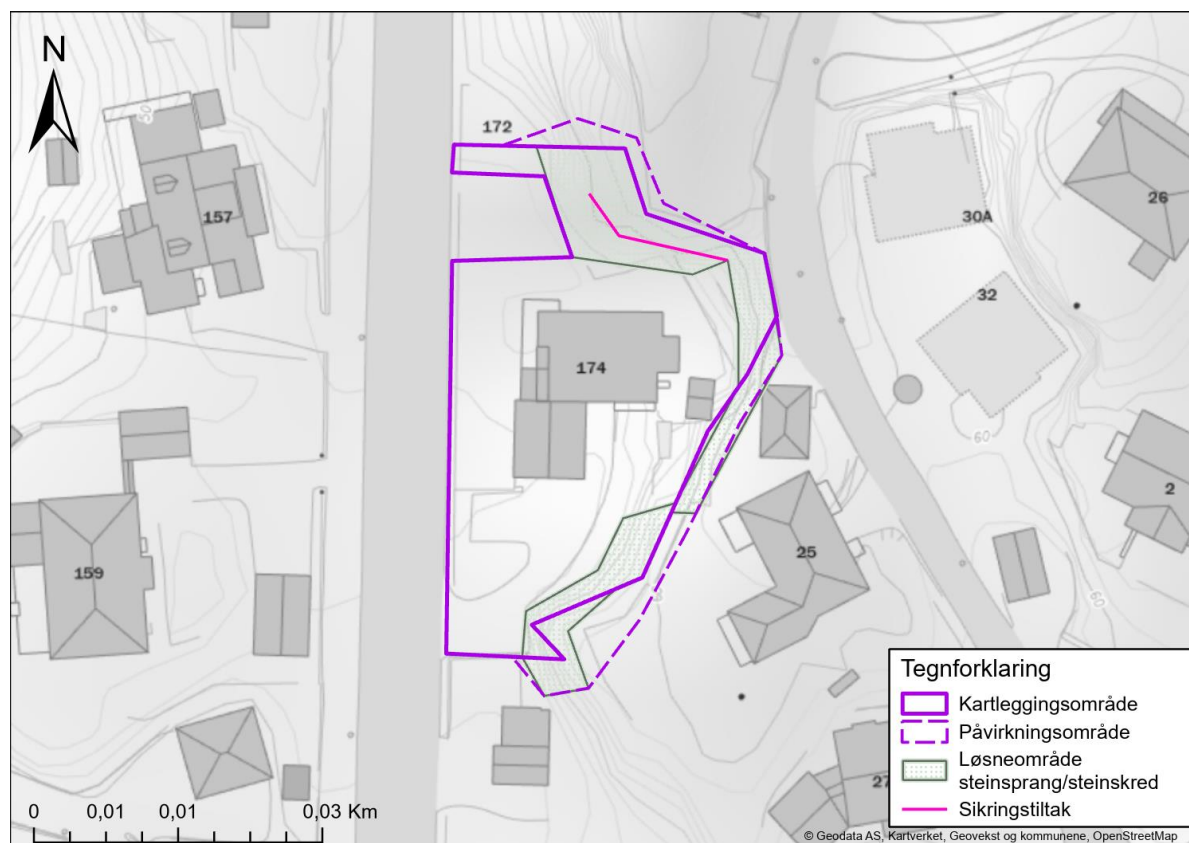 N
50
172
157
30A
26
32
174
60
2
25
159
60
27
Tegnforklaring
Kartleggingsområde
Påvirkningsområde
Løsneområde
steinsprang/steinskred
Sikringstiltak
0 0,01 0,01 0,03 Km
© Geodata AS, Kartverket, Geovekst og kommunene, OpenStreetMap